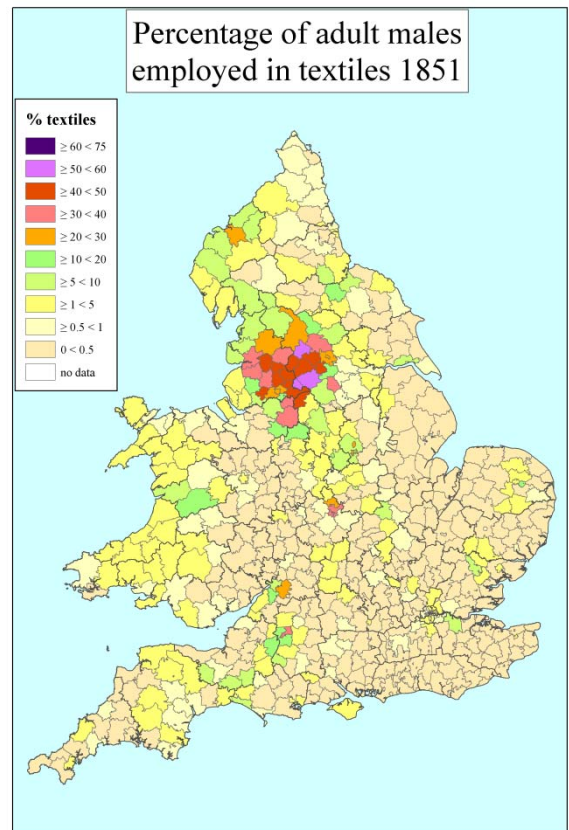 Percentage of adult males
employed in textiles 1851
% textiles
≥ 60 < 75
≥ 50 < 60
≥ 40 < 50
≥ 30 < 40
≥ 20 < 30
≥ 10 < 20
≥ 5 < 10
≥ 1 < 5
≥ 0.5 < 1
0 < 0.5
no data